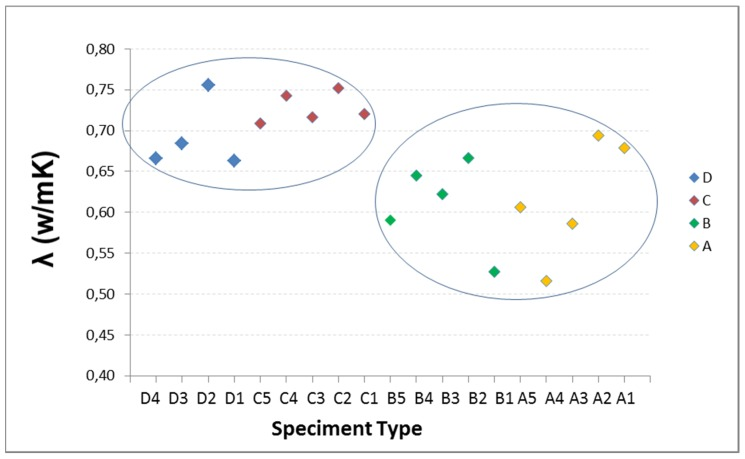 0,80
0,75
0,70
0,65
0,60
0,55
0,50
0,45
0,40
λ (w/mK)
D4 D3 D2 D1 C5 C4 C3 C2 C1 B5 B4 B3 B2 B1 A5 A4 A3 A2 A1
Speciment Type
D
C
B
A